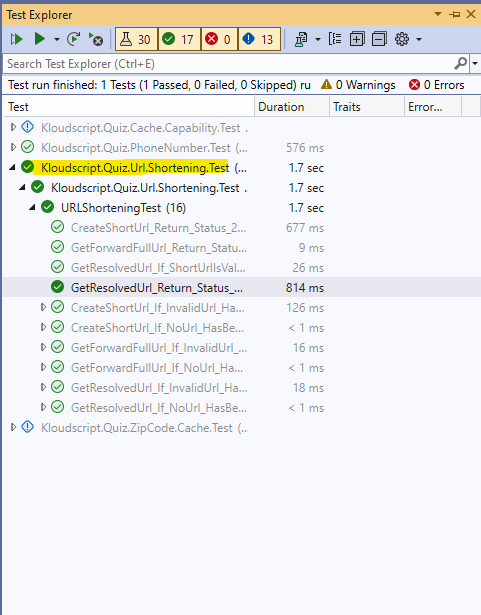 Test Explorer
30 17 0 13
Search Test Explorer (Ctrl+E)
Test run finished: 1 Tests (1 Passed, 0 Failed, 0 Skipped) ru 0 Warnings 0 Errors
Test Duration Traits Error...
Kloudscript.Quiz.Cache.Capability.Test .
Kloudscript.Quiz.PhoneNumber.Test (... 576 ms
Kloudscript.Quiz.Url.Shortening.Test (... 1.7 sec
Kloudscript.Quiz.Url.Shortening.Test . 1.7 sec
URLShorteningTest (16) 1.7 sec
CreateShortUrl_Return_Status_2... 677 ms
GetForwardFullUrl_Return_Statu... 9 ms
GetResolvedUrl_If_ShortUrlIsVal... 26 ms
GetResolvedUrl_Return_Status_... 814 ms
CreateShortUrl_If_InvalidUrl_Ha... 126 ms
CreateShortUrl_If_NoUrl_HasBe... < 1 ms
GetForwardFullUrl_If_InvalidUrl_... 16 ms
GetForwardFullUrl_If_NoUrl_Ha... < 1 ms
GetResolvedUrl_If_InvalidUrl_Ha... 18 ms
GetResolvedUrl_If_NoUrl_HasBe... < 1 ms
Kloudscript.Quiz.ZipCode.Cache.Test (..